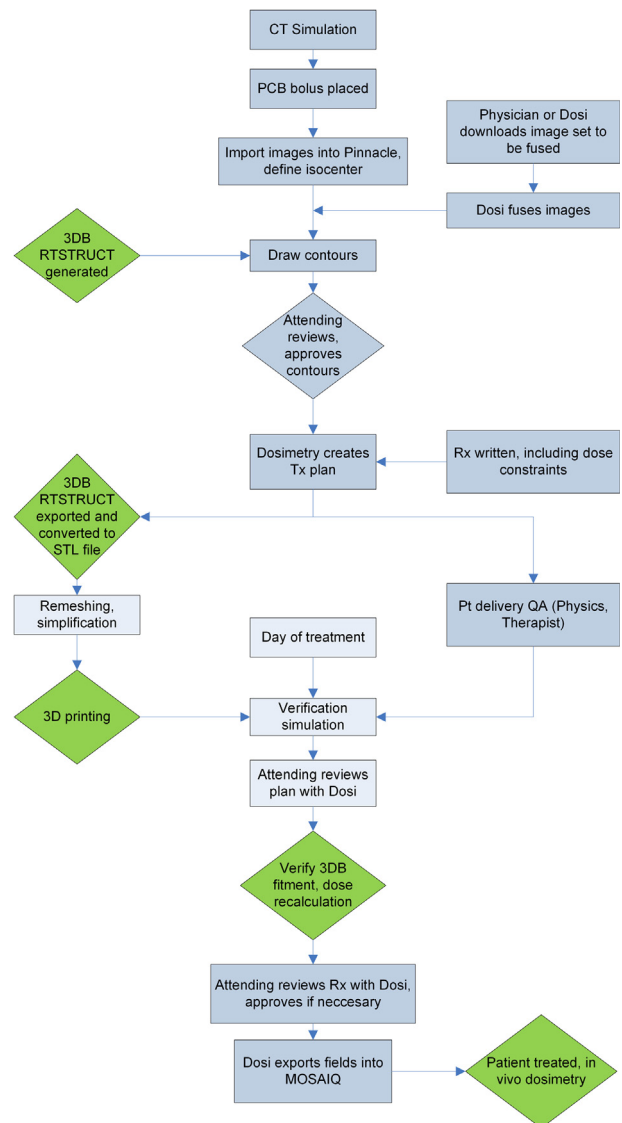 CT Simulation
PCB bolus placed
Physician or Dosi
downloads image set to
be fused
Import images into Pinnacle,
define isocenter
Dosi fuses images
3DB
RTSTRUCT
generated
Draw contours
Attending
reviews,
approves
contours
Dosimetry creates
Tx plan
Rx written, including dose
constraints
3DB
RTSTRUCT
exported and
converted to
STL file
Remeshing,
simplification
Pt delivery QA (Physics,
Therapist)
Day of treatment
3D printing
Verification
simulation
Attending reviews
plan with Dosi
Verify 3DB
fitment, dose
recalculation
Attending reviews Rx with Dosi,
approves if neccesary
Dosi exports fields into
MOSAIQ
Patient treated, in
vivo dosimetry